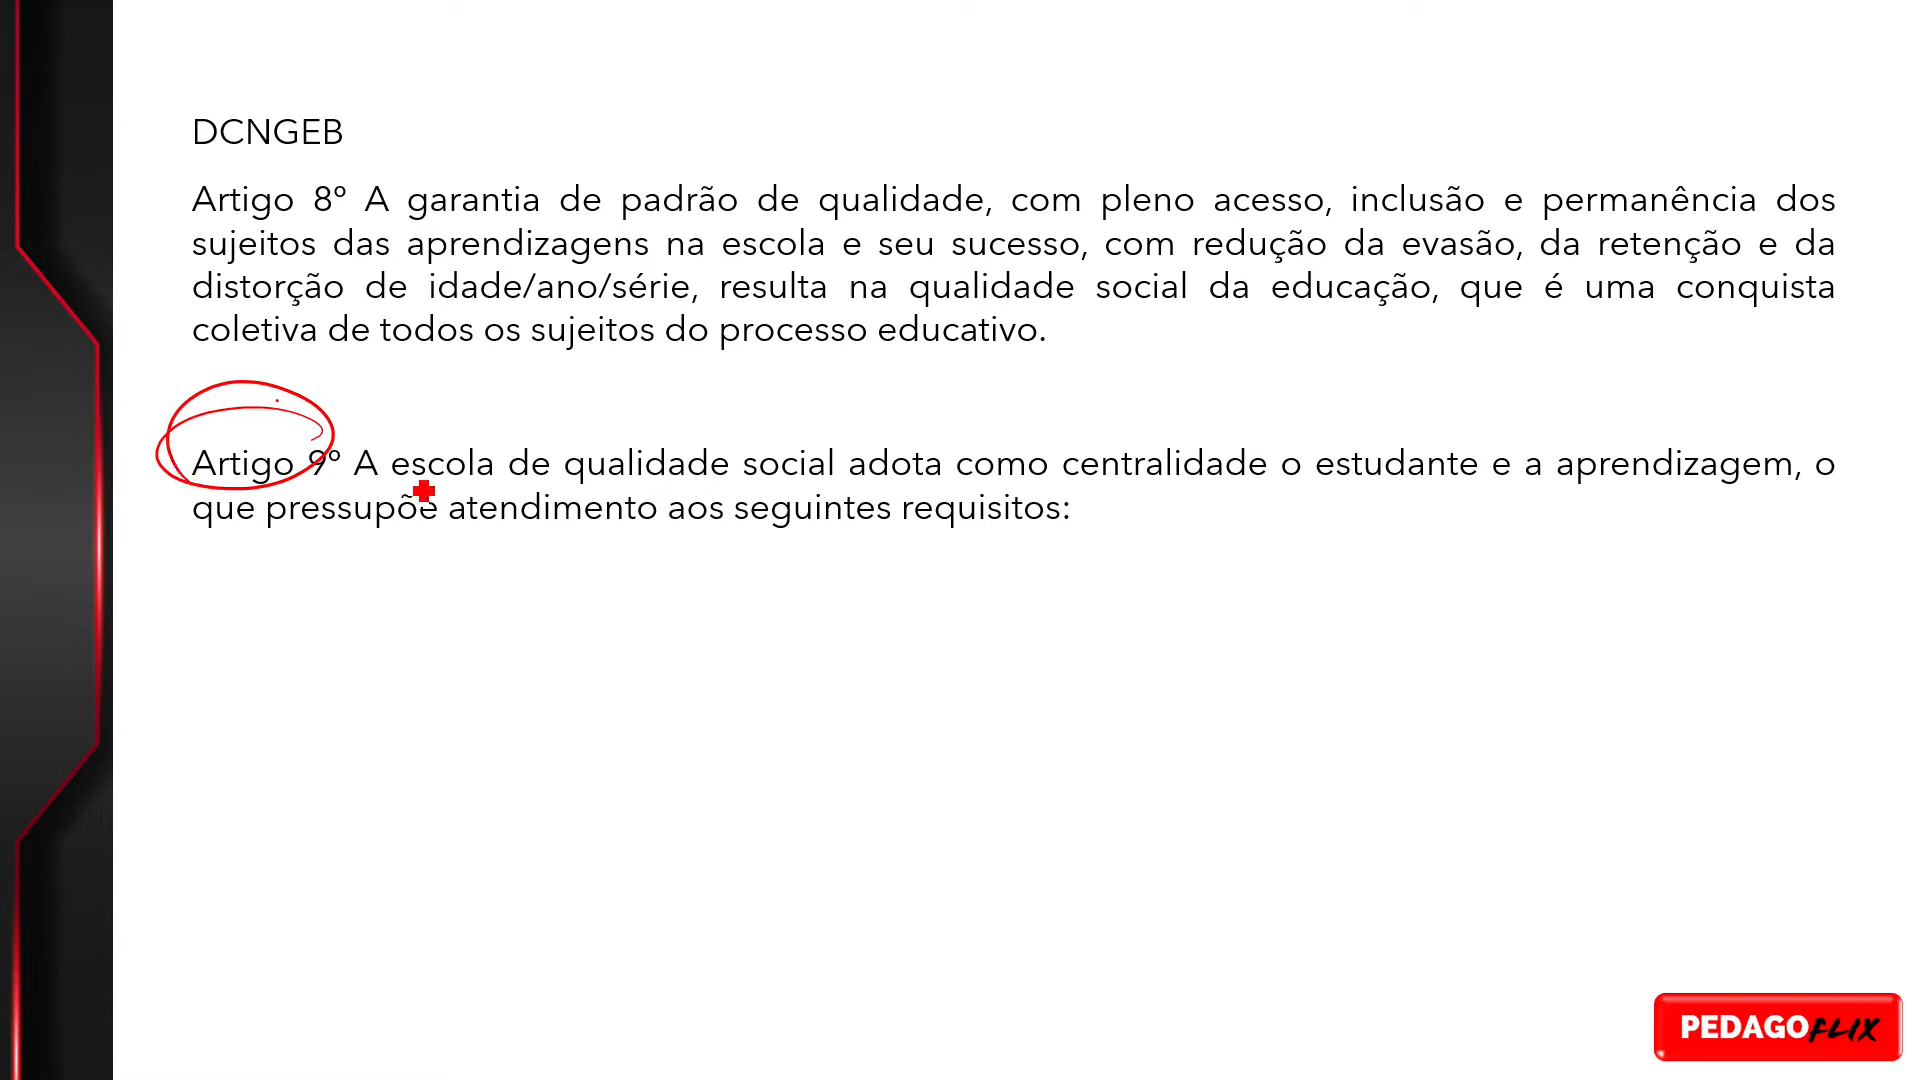 DCNGEB
Artigo 8º A garantia de padrão de qualidade, com pleno acesso, inclusão e permanência dos
sujeitos das aprendizagens na escola e seu sucesso, com redução da evasão, da retenção e da
distorção de idade/ano/série, resulta na qualidade social da educação, que é uma conquista
coletiva de todos os sujeitos do processo educativo.
Artigo 9º A escola de qualidade social adota como centralidade o estudante e a aprendizagem, o
que pressupõe atendimento aos seguintes requisitos:
PEDAGOFLIX